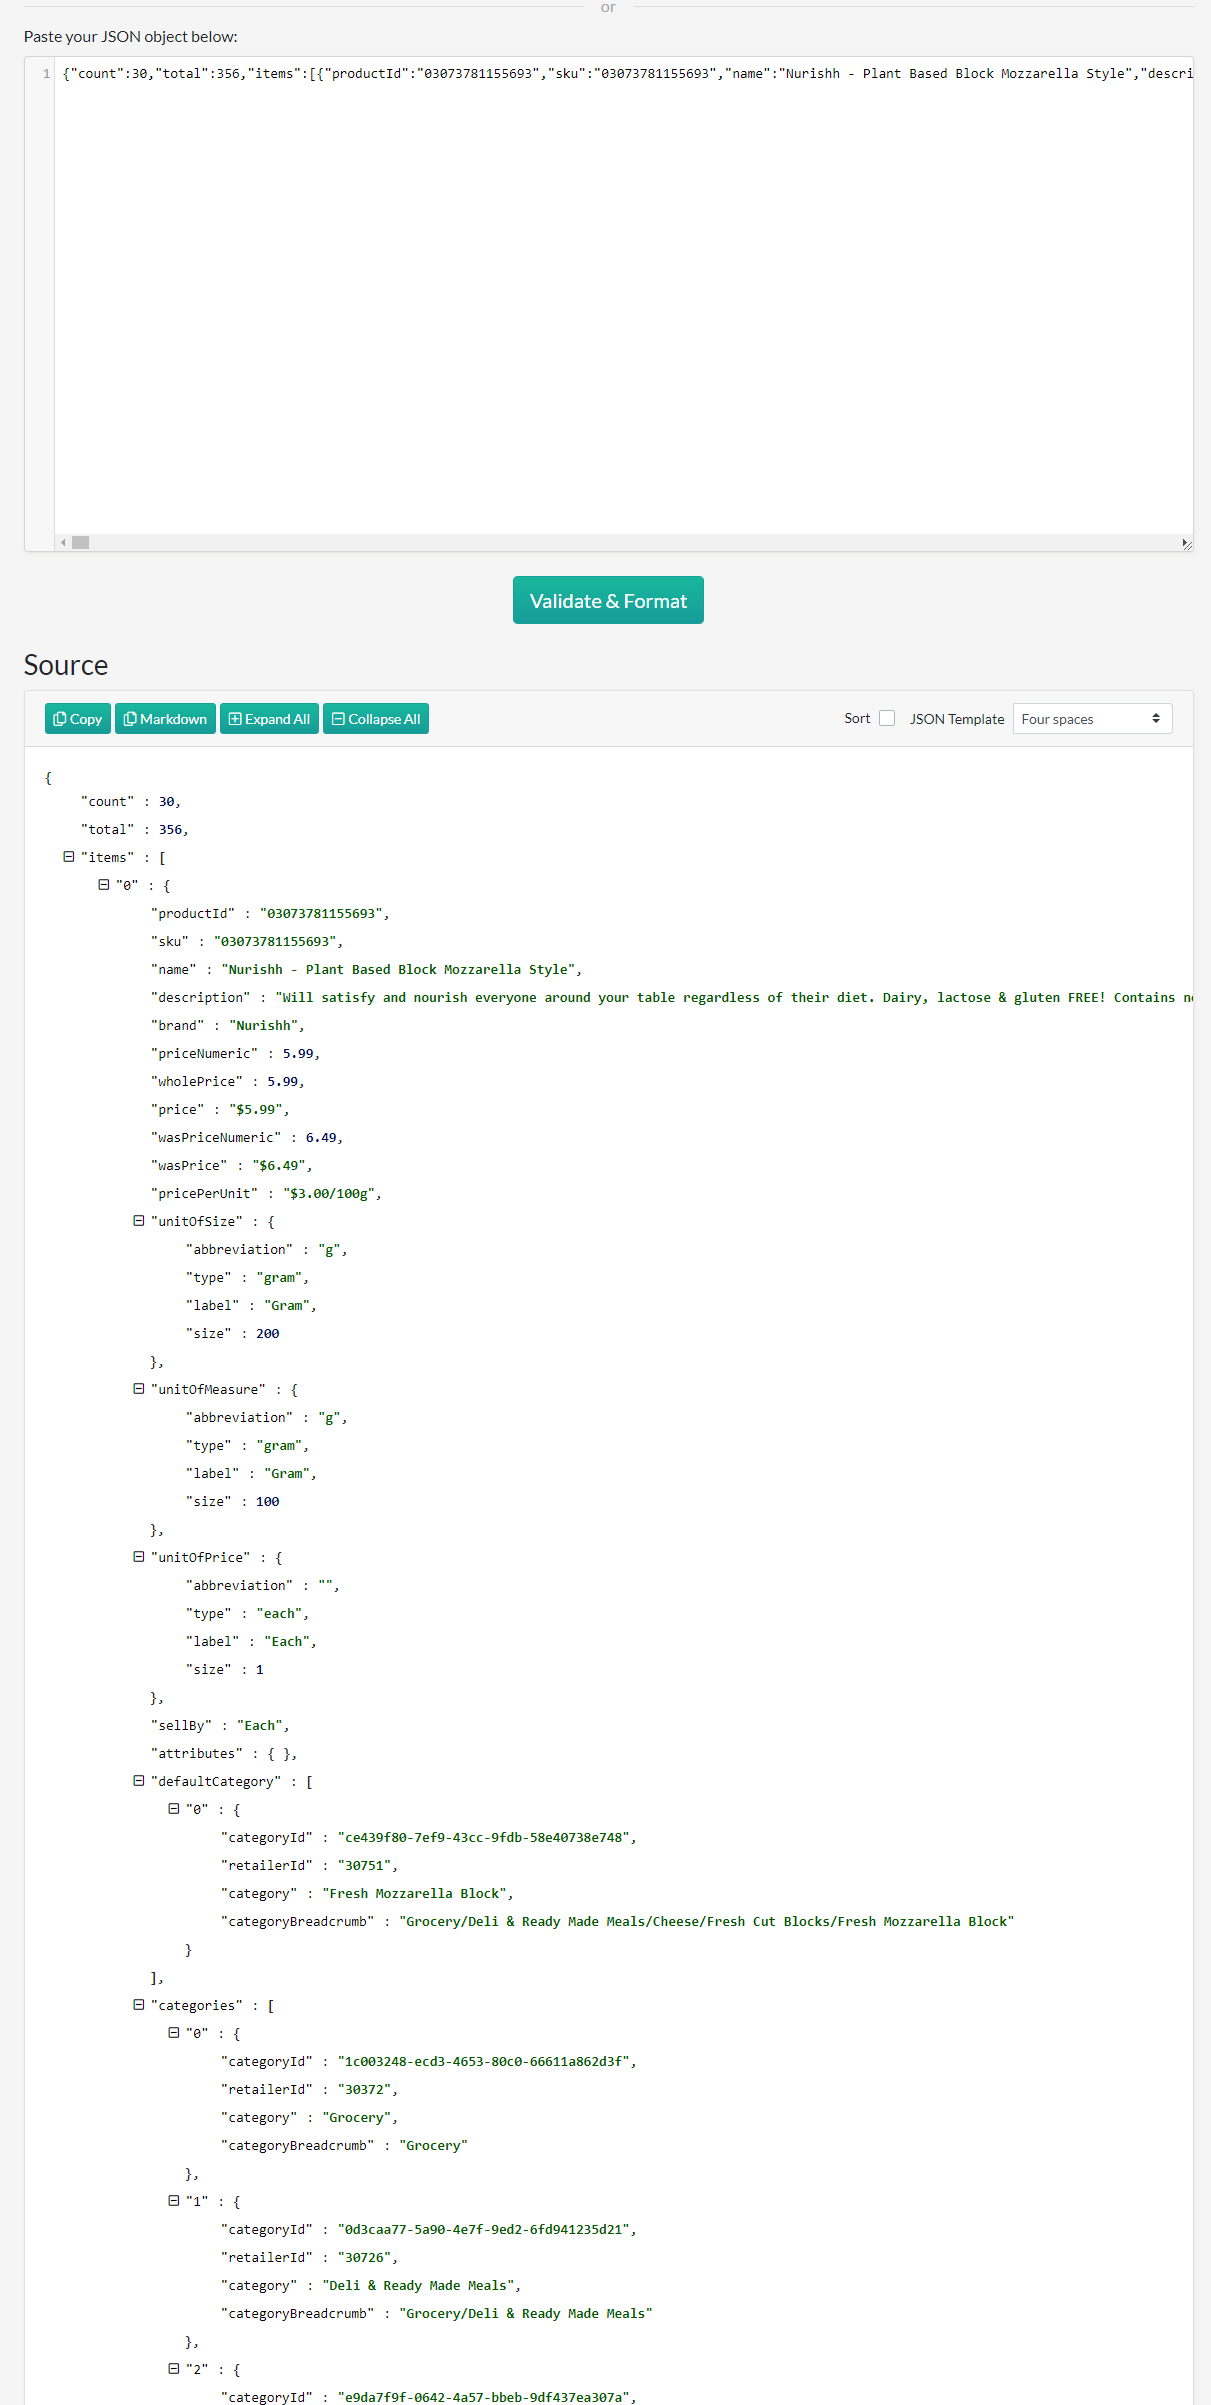 or
Paste your JSON object below:
1 {"count":30,"total":356,"items":[{"productId":"03073781155693","sku":"03073781155693","name":"Nurishh - Plant Based Block Mozzarella Style","descri
Validate & Format
Source
Copy Markdown Expand All Collapse All Sort JSON Template Four spaces
{
"count" : 30,
"total" : 356,
"items" : [
"0" : {
"productId" : "03073781155693",
"sku" : "03073781155693",
"name" : "Nurishh - Plant Based Block Mozzarella Style",
"description" : "Will satisfy and nourish everyone around your table regardless of their diet. Dairy, lactose & gluten FREE! Contains n
"brand" : "Nurishh",
"priceNumeric" : 5.99,
"wholePrice" : 5.99,
"price" : "$5.99",
"wasPriceNumeric" : 6.49,
"wasPrice" : "$6.49",
"pricePerUnit" : "$3.00/100g",
"unitOfSize" : {
"abbreviation" : "g",
"type" : "gram",
"label" : "Gram",
"size" : 200
},
"unitOfMeasure" : {
"abbreviation" : "g",
"type" : "gram",
"label" : "Gram",
"size" : 100
},
"unitOfPrice" : {
"abbreviation" : "",
"type" : "each",
"label" : "Each",
"size" : 1
},
"sellBy" : "Each",
"attributes" : { },
"defaultCategory" : [
"0" : {
"categoryId" : "ce439f80-7ef9-43cc-9fdb-58e40738e748",
"retailerId" : "30751",
"category" : "Fresh Mozzarella Block",
"categoryBreadcrumb" : "Grocery/Deli & Ready Made Meals/Cheese/Fresh Cut Blocks/Fresh Mozzarella Block"
}
],
"categories" : [
"0" : {
"categoryId" : "1c003248-ecd3-4653-80c0-66611a862d3f",
"retailerId" : "30372",
"category" : "Grocery",
"categoryBreadcrumb" : "Grocery"
},
"1" : {
"categoryId" : "0d3caa77-5a90-4e7f-9ed2-6fd941235d21",
"retailerId" : "30726",
"category" : "Deli & Ready Made Meals",
"categoryBreadcrumb" : "Grocery/Deli & Ready Made Meals"
},
"2" : {
"categoryId" : "e9da7f9f-0642-4a57-bbeb-9df437ea307a",